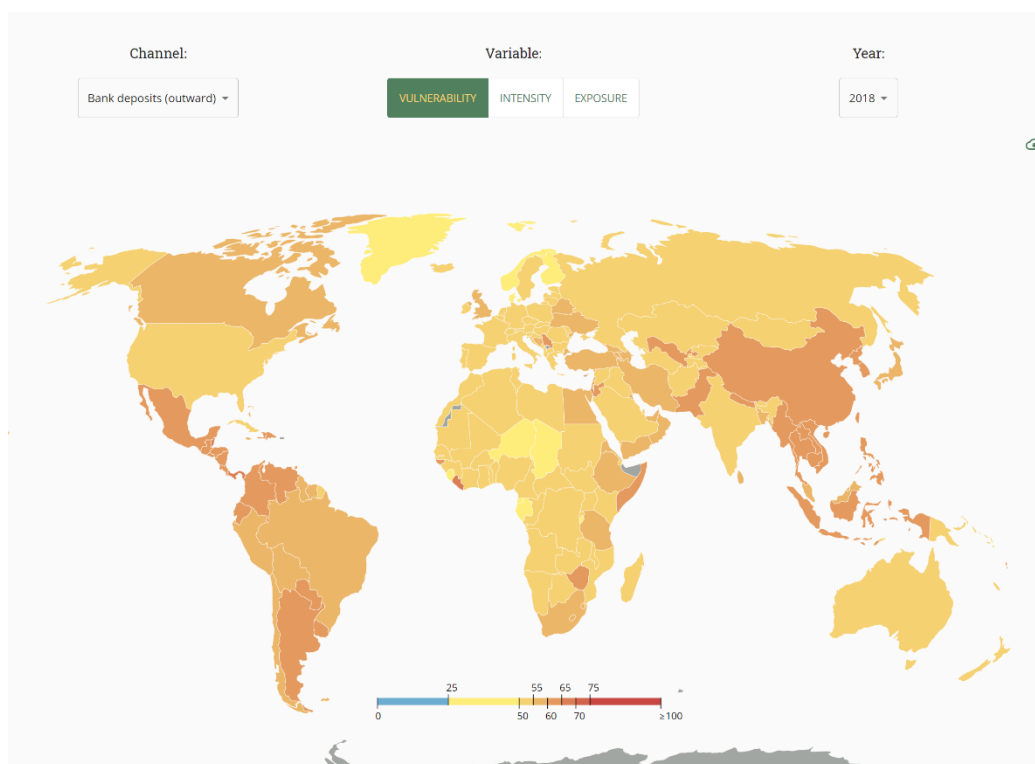 Channel:
Variable:
Year:
Bank deposits (outward)
VULNERABILITY
INTENSITY
EXPOSURE
2018
25
55
65
75
0
50
60
70
≥100